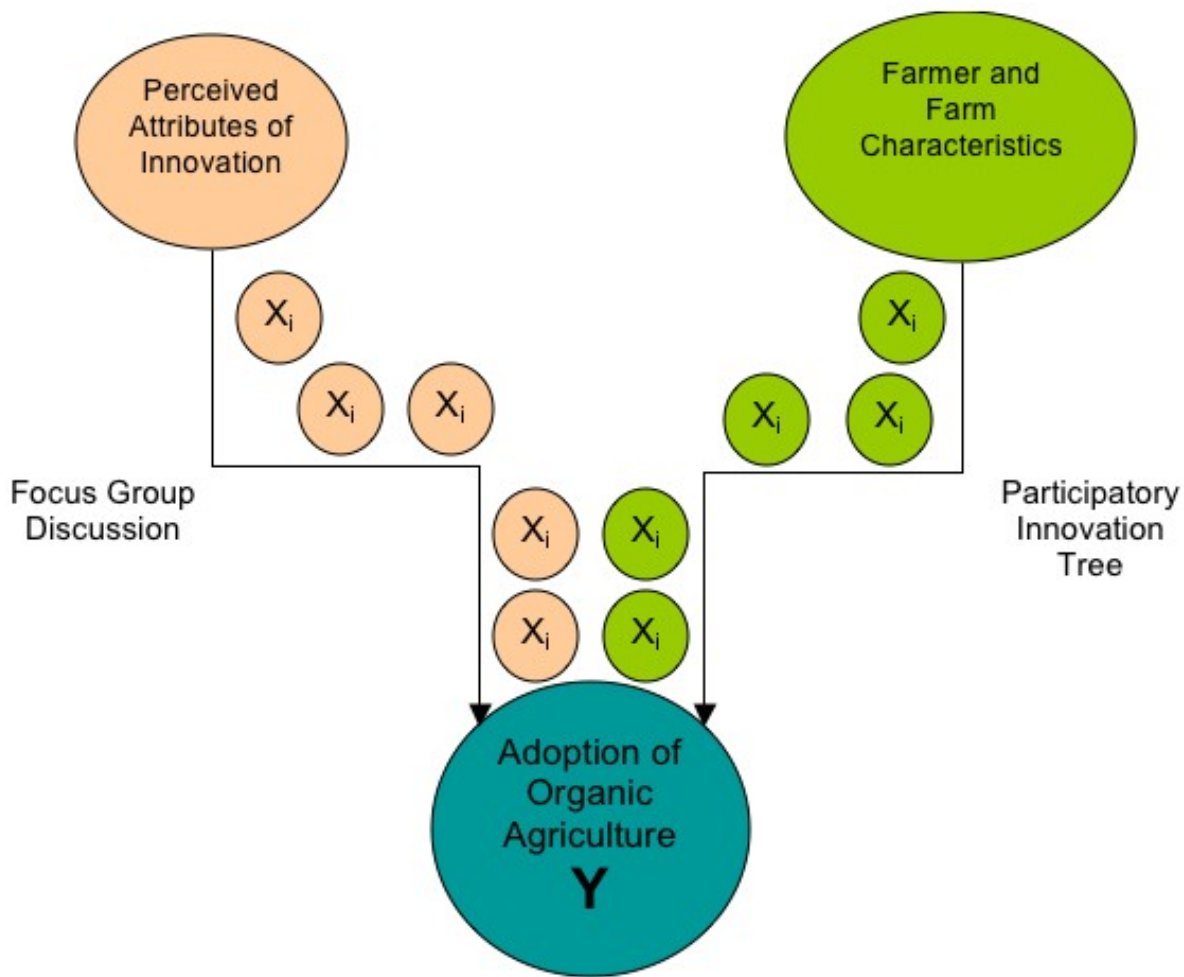 Perceived
Attributes of
Innovation
Farmer and
Farm
Characteristics
Xi
Xi
Xi Xi
Xi Xi
Focus Group
Discussion
Participatory
Innovation
Tree
Xi Xi
Xi Xi
Adoption of
Organic
Agriculture
Y